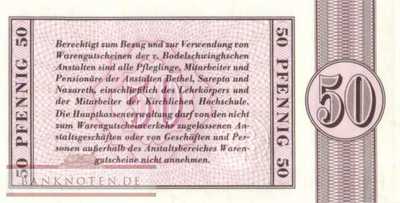 50 PFENNIG 50
Berechtigt zum Bezug und zur Verwendung von
Warengutscheinen der v. Bodelschwinghschen
Anstalten sind alle Pfleglinge, Mitarbeiter und
Pensionäre der Anstalten Bethel, Sarepta und
Nazareth, einschließlich des Lehrkörpers und
der Mitarbeiter der Kirchlichen Hochschule.
Die Hauptkassenverwaltung darf von den nicht
zum Warengutscheinverkehr zugelassenen An-
staltsgeschäften oder von Geschäften und Per-
sonen außerhalb des Anstaltsbereiches Waren-
gutscheine nicht annehmen.
50
50 PFENNIG 50
50
BANKNOTEN.DE